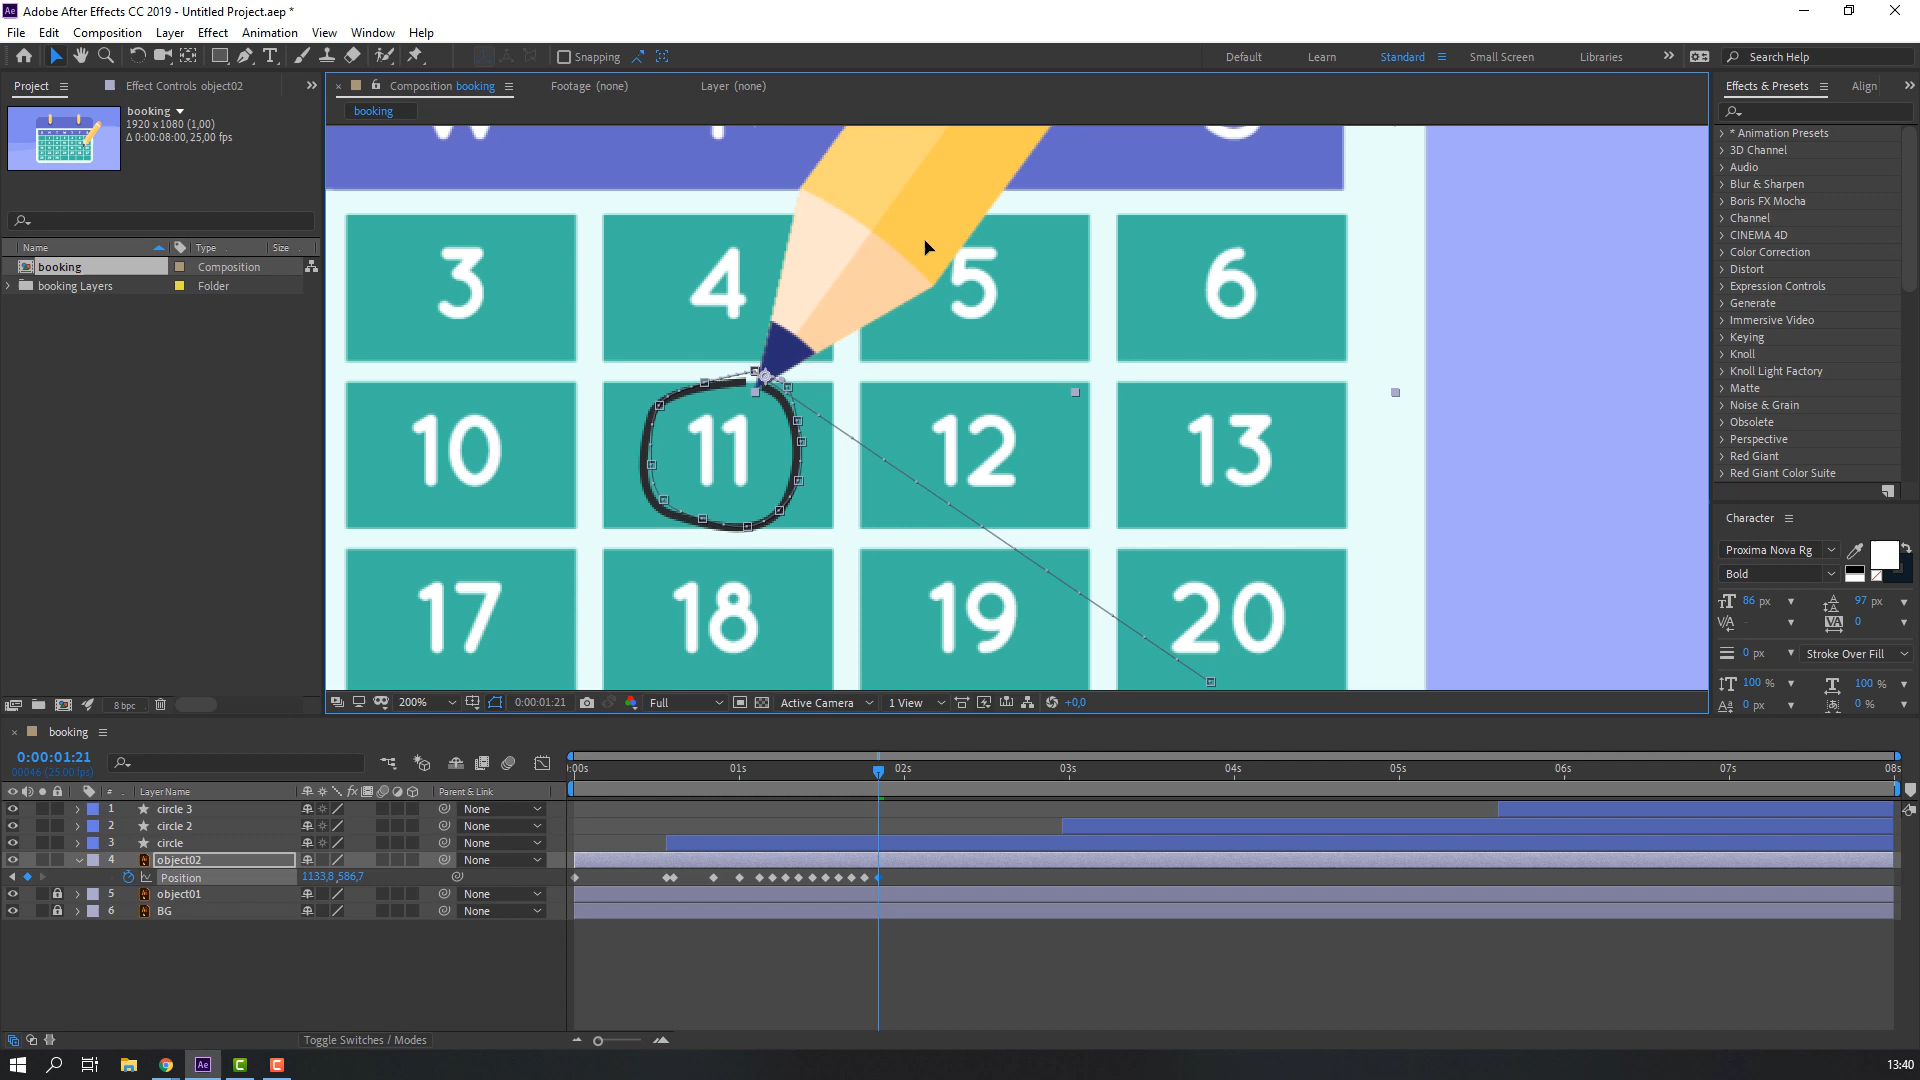 Adobe After Effects CC 2019 - Untitled Project.aep *
File Edit Composition Layer Effect Animation View Window Help
Snapping Default Learn Standard Small Screen Libraries Search Help
Project Effect Controls object02
booking
1920 x 1080 (1,00)
Δ 0:00:08:00, 25,00 fps
Name Type Size
booking Composition
booking Layers Folder
8 bpc
Composition booking Footage (none) Layer (none)
booking
3 4 5 6
10 11 12 13
17 18 19 20
200% 0:00:01:21 Full Active Camera 1 View +0,0
Effects & Presets Align
* Animation Presets
3D Channel
Audio
Blur & Sharpen
Boris FX Mocha
Channel
CINEMA 4D
Color Correction
Distort
Expression Controls
Generate
Immersive Video
Keying
Knoll
Knoll Light Factory
Matte
Noise & Grain
Obsolete
Perspective
Red Giant
Red Giant Color Suite
Character
Proxima Nova Rg
Bold
86 px 97 px
0
0 px Stroke Over Fill
100 % 100 %
0 px 0 %
booking
0:00:01:21
00046 (25.00 fps)
:00s 01s 02s 03s 04s 05s 06s 07s 08s
# Layer Name Parent & Link
1 circle 3 None
2 circle 2 None
3 circle None
4 object02 None
Position 1133,8,586,7
5 object01 None
6 BG None
Toggle Switches / Modes
13:40